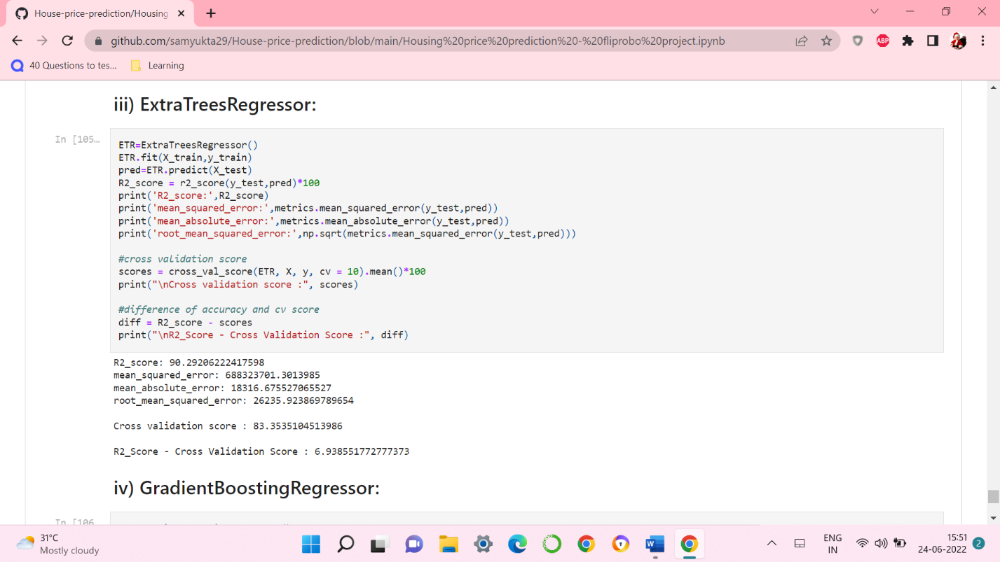 House-price-prediction/Housing
github.com/samyukta29/House-price-prediction/blob/main/Housing%20price%20prediction%20-%20fliprobo%20project.ipynb
ABP
40 Questions to tes...
Learning
iii) ExtraTreesRegressor:
In [105…
ETR=ExtraTreesRegressor()
ETR.fit(X_train,y_train)
pred=ETR.predict(X_test)
R2_score = r2_score(y_test,pred)*100
print('R2_score:',R2_score)
print('mean_squared_error:',metrics.mean_squared_error(y_test,pred))
print('mean_absolute_error:',metrics.mean_absolute_error(y_test,pred))
print('root_mean_squared_error:',np.sqrt(metrics.mean_squared_error(y_test,pred)))
#cross validation score
scores = cross_val_score(ETR, X, y, cv = 10).mean()*100
print("\nCross validation score :", scores)
#difference of accuracy and cv score
diff = R2_score - scores
print("\nR2_Score - Cross Validation Score :", diff)
R2_score: 90.29206222417598
mean_squared_error: 688323701.3013985
mean_absolute_error: 18316.675527065527
root_mean_squared_error: 26235.923869789654
Cross validation score : 83.3535104513986
R2_Score - Cross Validation Score : 6.938551772777373
iv) GradientBoostingRegressor:
In [106
31°C
Mostly cloudy
W
ENG
IN
15:51
24-06-2022
2